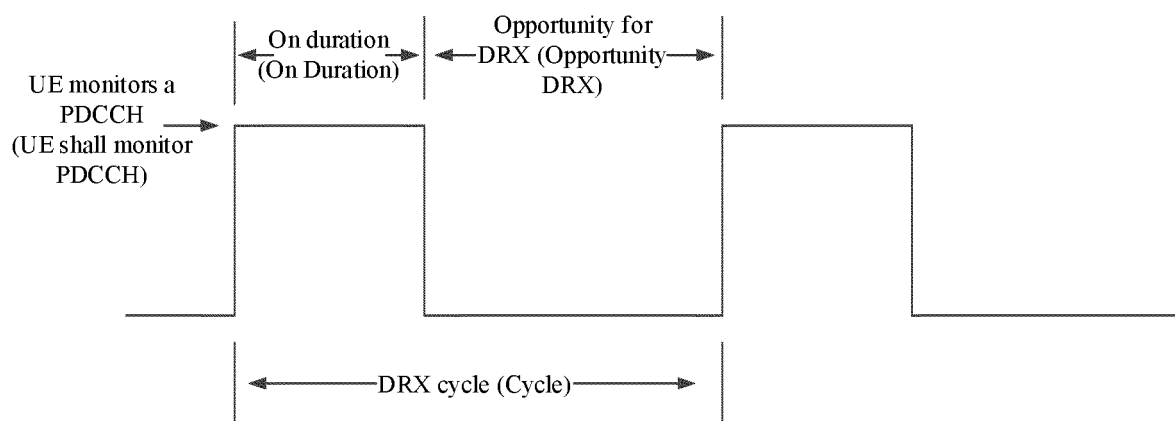 On duration
(On Duration)
Opportunity for
DRX (Opportunity
DRX)
UE monitors a
PDCCH
(UE shall monitor
PDCCH)
DRX cycle (Cycle)